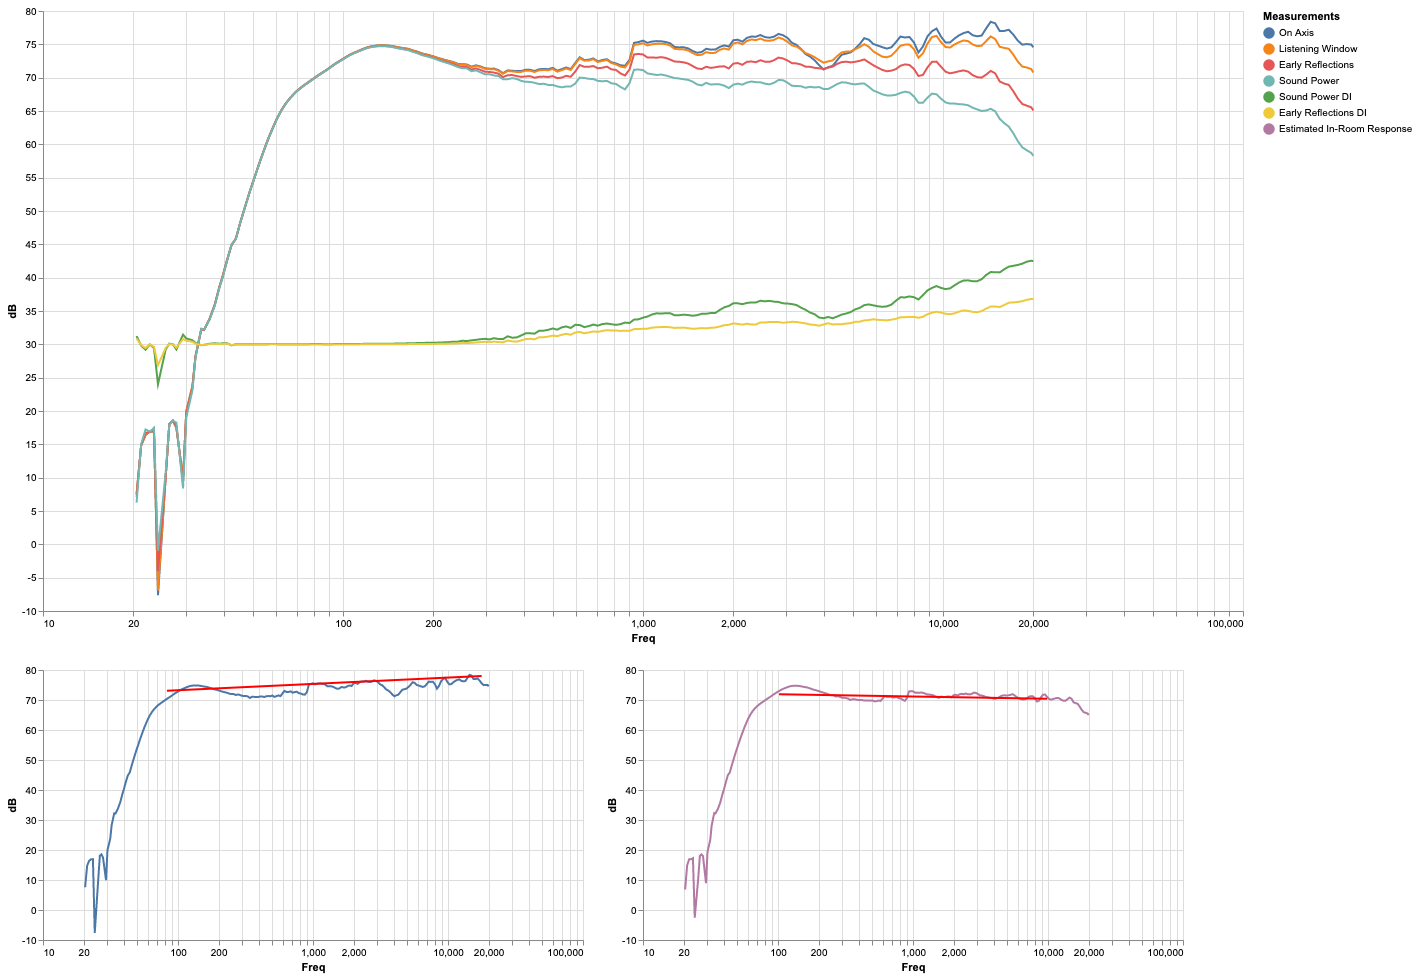 Measurements
On Axis
Listening Window
Early Reflections
Sound Power
Sound Power DI
Early Reflections DI
Estimated In-Room Response
80
75
70
65
60
55
50
45
40
35
30
25
20
15
10
5
0
-5
-10
dB
10 20 100 200 1,000 2,000 10,000 20,000 100,000
Freq
80
70
60
50
40
30
20
10
0
-10
dB
10 20 100 200 1,000 2,000 10,000 20,000 100,000
Freq
80
70
60
50
40
30
20
10
0
-10
dB
10 20 100 200 1,000 2,000 10,000 20,000 100,000
Freq